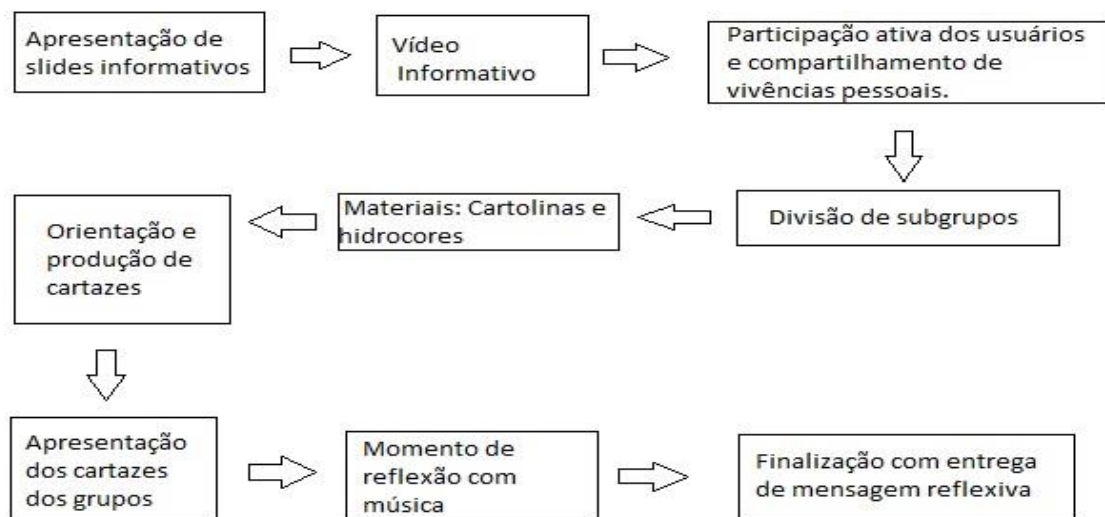 Apresentação de
slides informativos
Vídeo
Informativo
Participação ativa dos usuários
e compartilhamento de
vivências pessoais.
Divisão de subgrupos
Materiais: Cartolinas e
hidrocores
Orientação e
produção de
cartazes
Apresentação
dos cartazes
dos grupos
Momento de
reflexão com
música
Finalização com entrega
de mensagem reflexiva